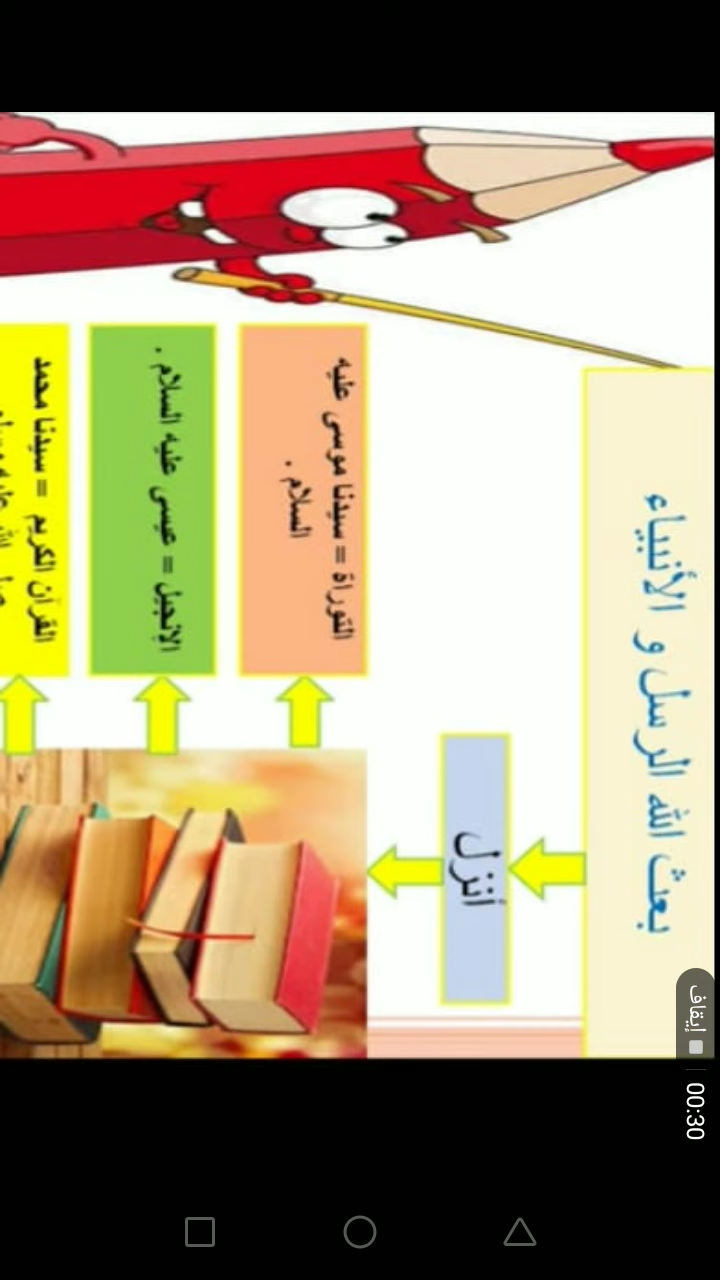 بعث الله الرسل و الأنبياء
أنزل
التوراة = سيدنا موسى عليه
السلام .
الإنجيل = عيسى عليه السلام .
القرآن الكريم = سيدنا محمد
إيقاف
00:30